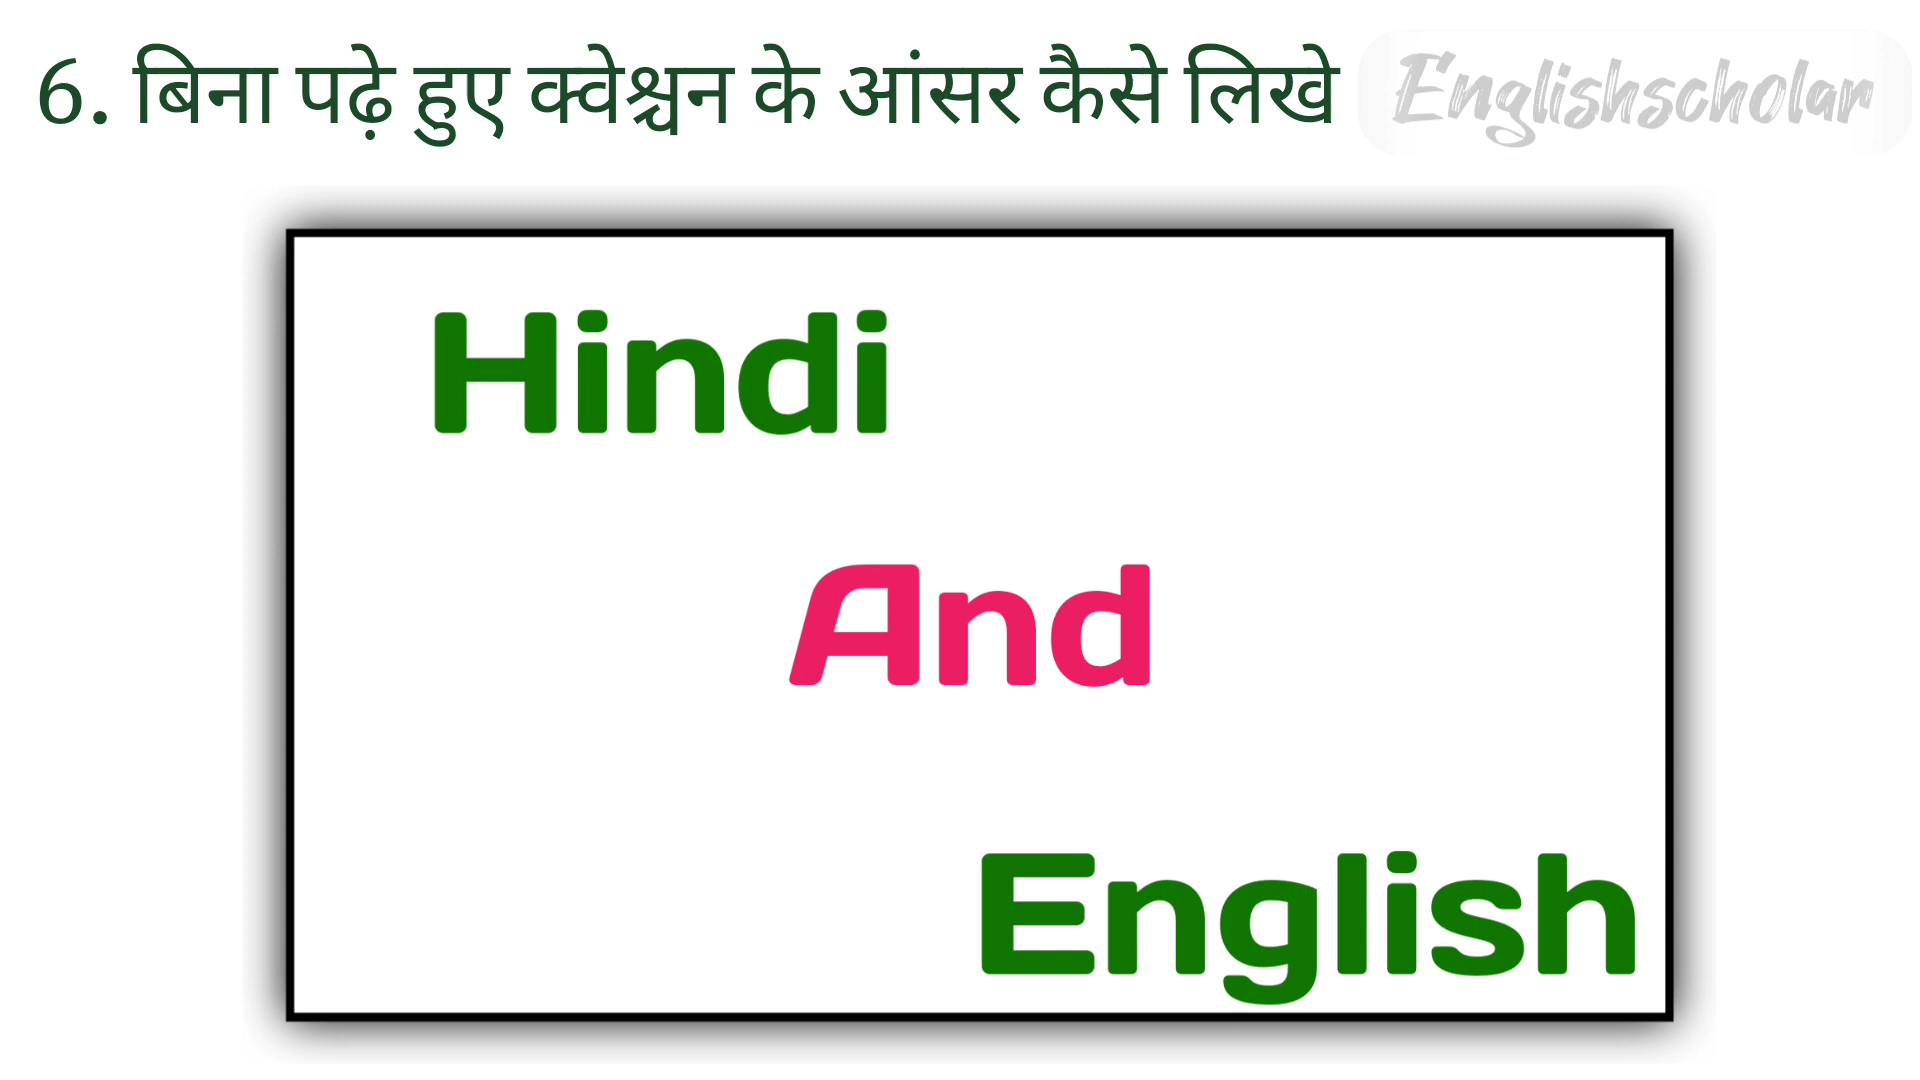 6. बिना पढ़े हुए क्वेश्चन के आंसर कैसे लिखे Englishscholar
Hindi
And
English